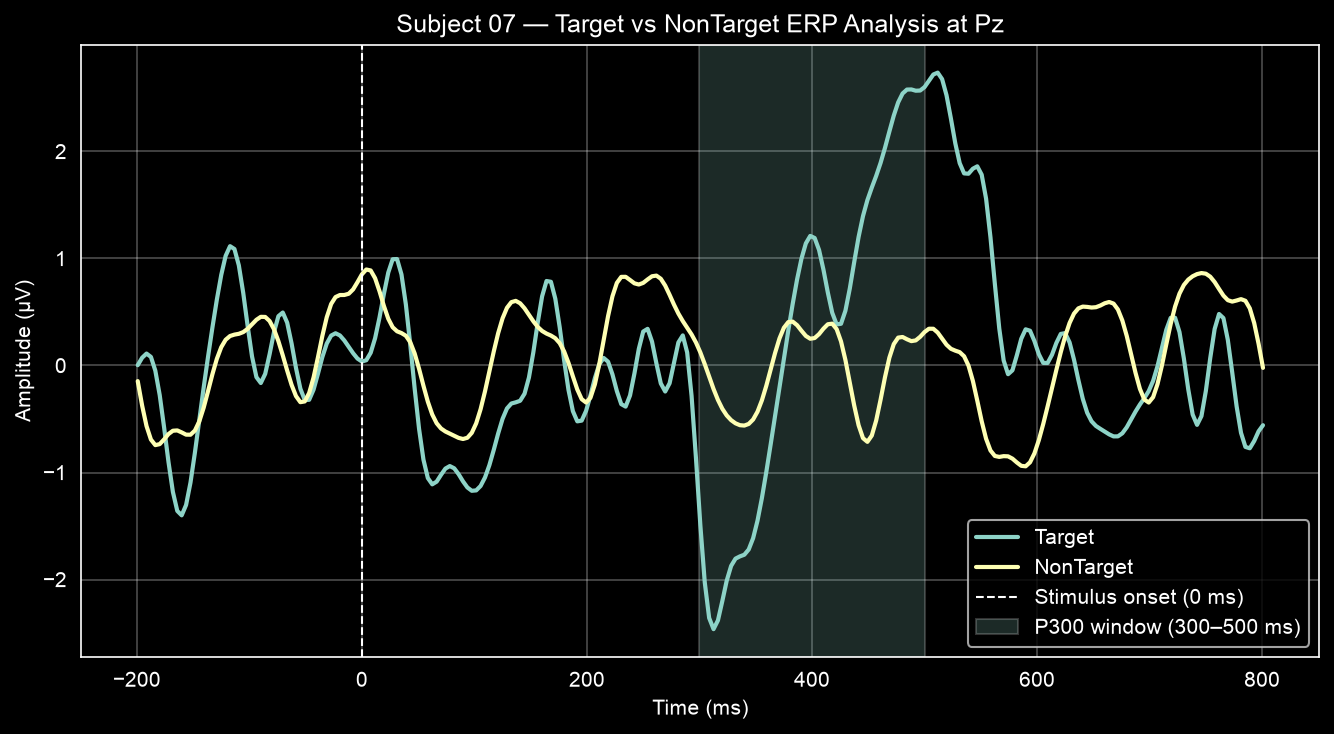 Subject 07 — Target vs NonTarget ERP Analysis at Pz
Amplitude (µV)
2
1
0
−1
−2
−200
0
200
400
600
800
Time (ms)
Target
NonTarget
Stimulus onset (0 ms)
P300 window (300–500 ms)